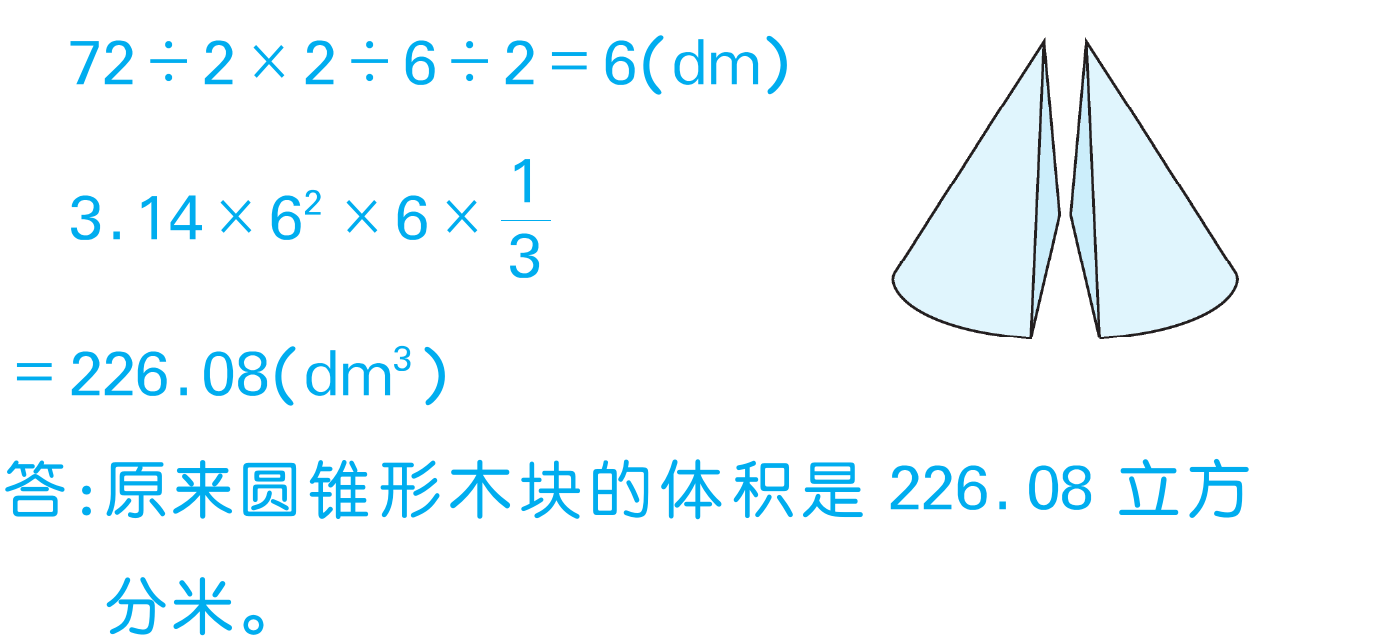 72÷2×2÷6÷2=6(dm)
3.14×6²×6×1/3
=226.08(dm³)
答:原来圆锥形木块的体积是 226.08 立方
分米。